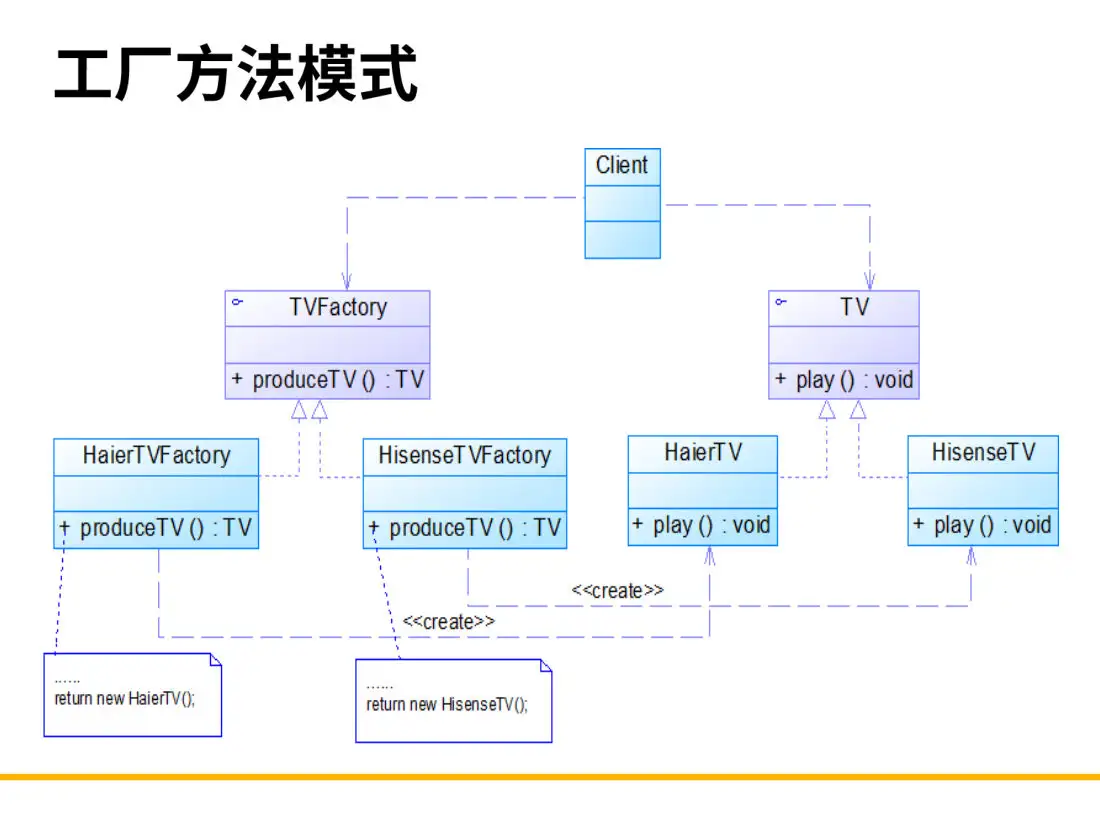 工厂方法模式
Client
TVFactory
+ produceTV () : TV
TV
+ play () : void
HaierTVFactory
+ produceTV () : TV
HisenseTVFactory
+ produceTV () : TV
HaierTV
+ play () : void
HisenseTV
+ play () : void
<<create>>
<<create>>
......
return new HaierTV();
......
return new HisenseTV();